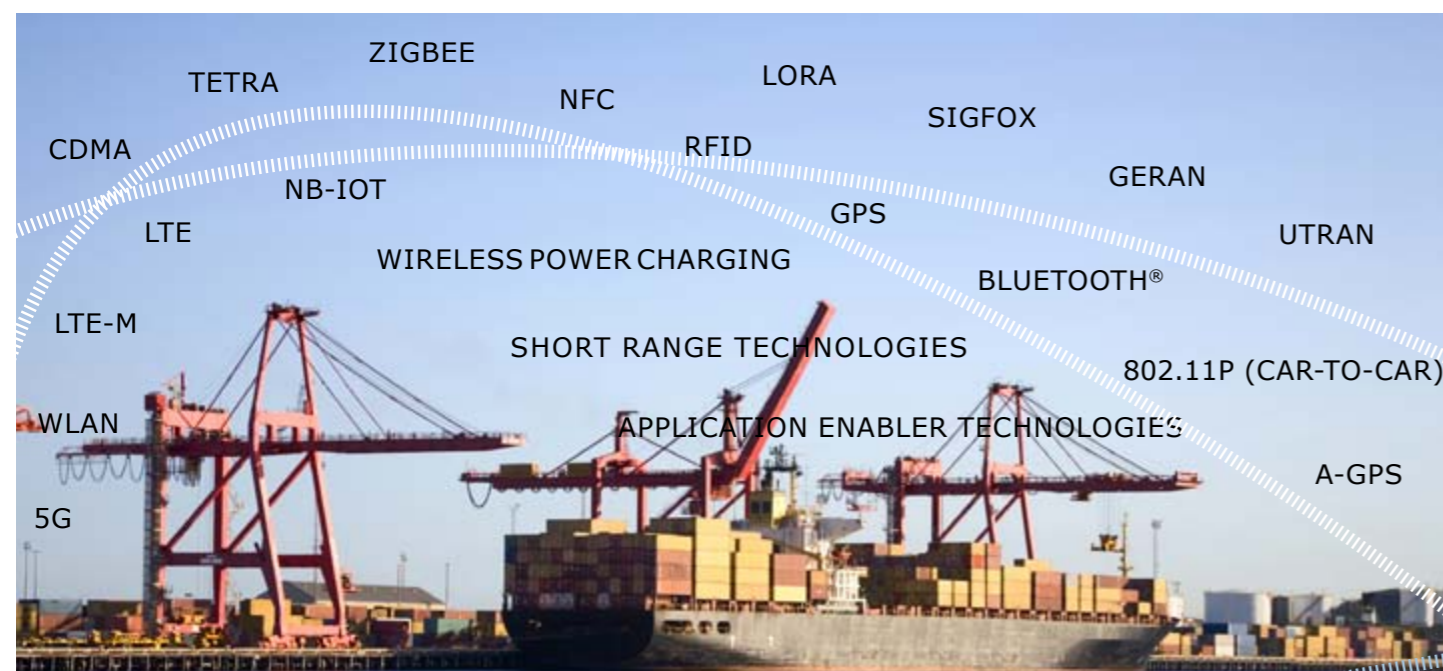 ZIGBEE
TETRA
LORA
NFC
SIGFOX
CDMA
RFID
GERAN
NB-IOT
GPS
LTE
UTRAN
WIRELESS POWER CHARGING
BLUETOOTH®
LTE-M
SHORT RANGE TECHNOLOGIES
802.11P (CAR-TO-CAR)
WLAN
APPLICATION ENABLER TECHNOLOGIES
A-GPS
5G